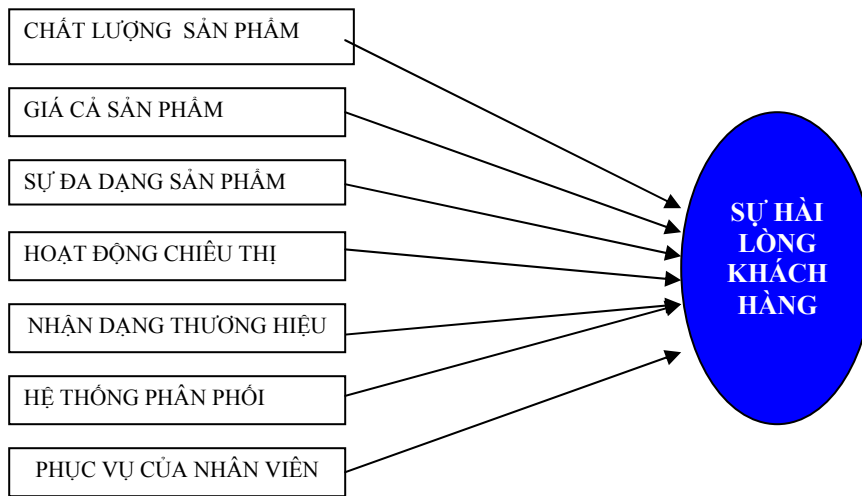 CHẤT LƯỢNG SẢN PHẨM
GIÁ CẢ SẢN PHẨM
SỰ ĐA DẠNG SẢN PHẨM
HOẠT ĐỘNG CHIÊU THỊ
NHẬN DẠNG THƯƠNG HIỆU
HỆ THỐNG PHÂN PHỐI
PHỤC VỤ CỦA NHÂN VIÊN
SỰ HÀI
LÒNG
KHÁCH
HÀNG